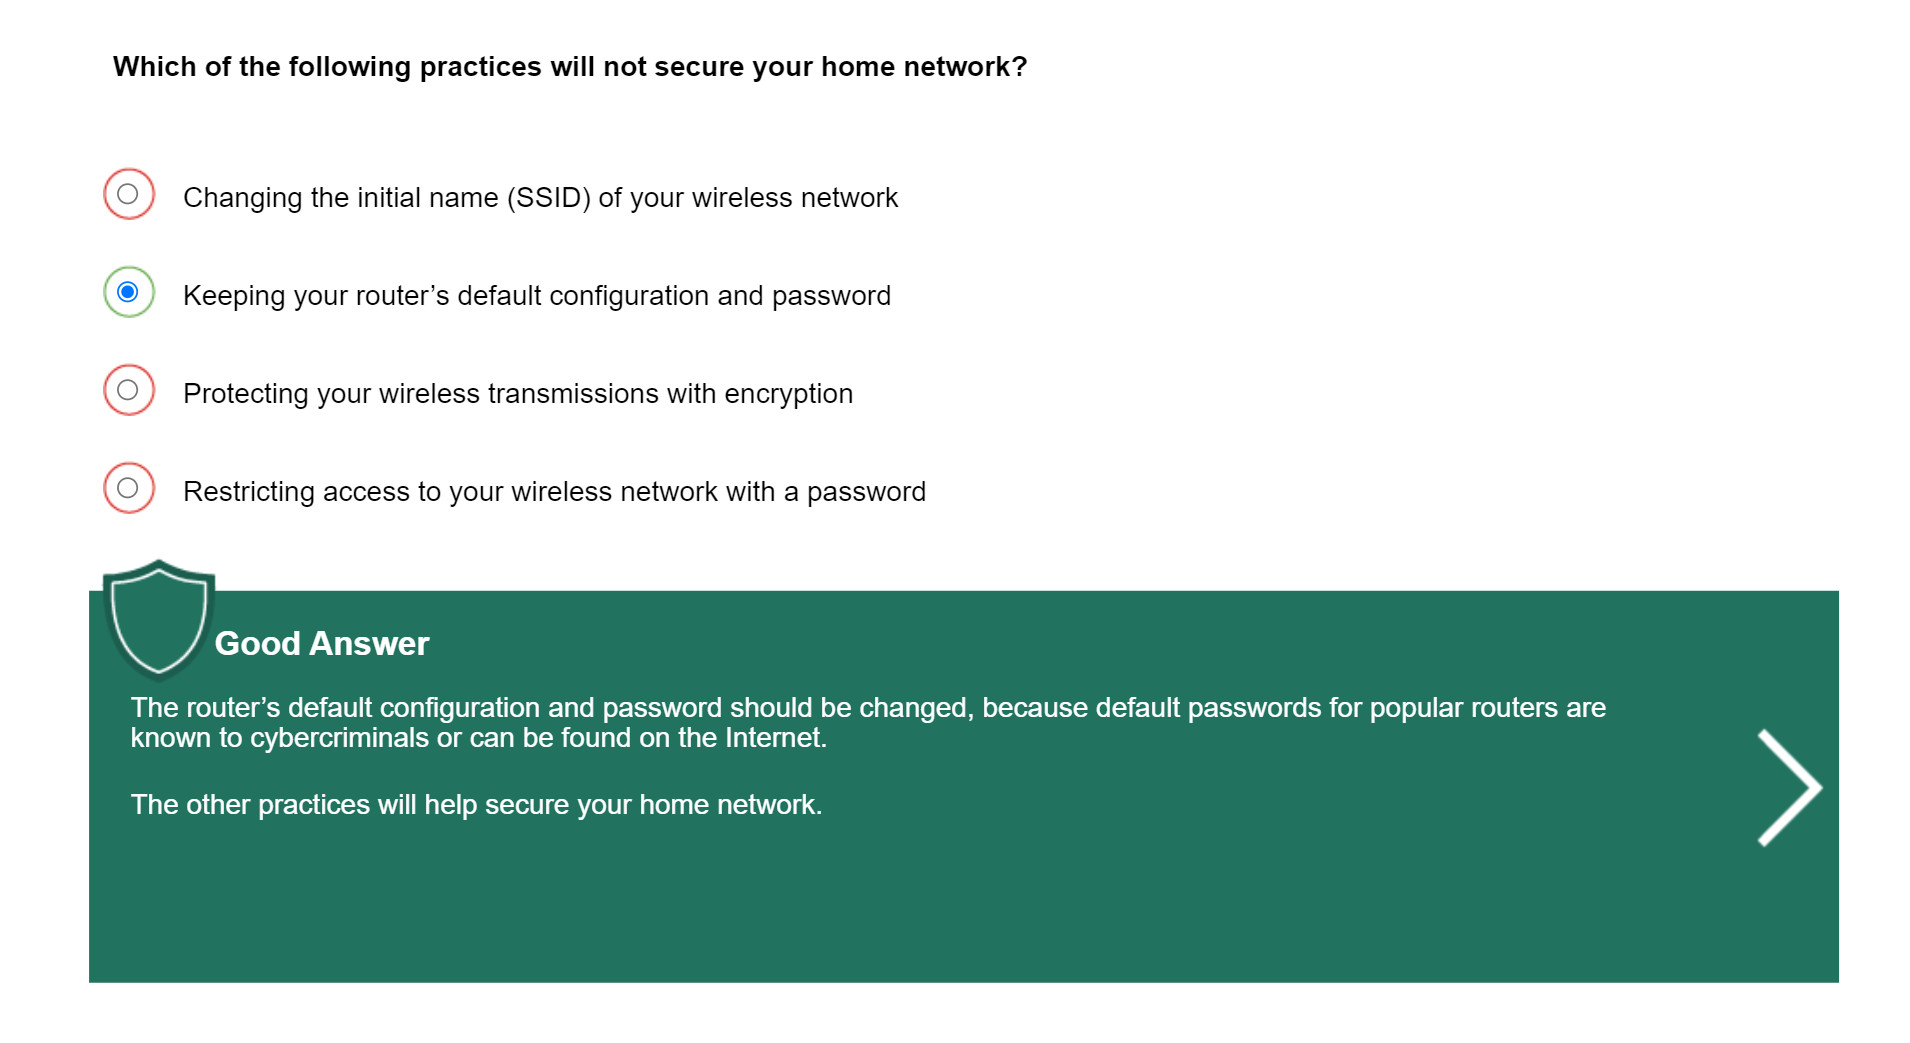 Which of the following practices will not secure your home network?
Changing the initial name (SSID) of your wireless network
Keeping your router’s default configuration and password
Protecting your wireless transmissions with encryption
Restricting access to your wireless network with a password
Good Answer
The router’s default configuration and password should be changed, because default passwords for popular routers are
known to cybercriminals or can be found on the Internet.
The other practices will help secure your home network.